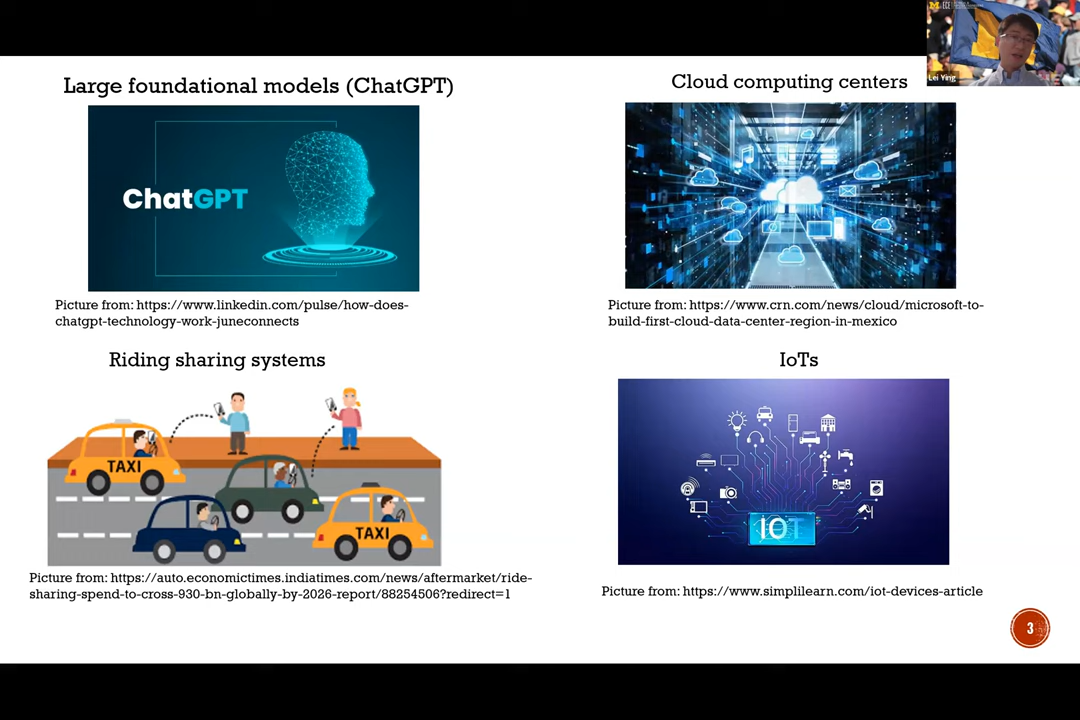 Large foundational models (ChatGPT)
Cloud computing centers
ECE
Lei Ying
ChatGPT
Picture from: https://www.linkedin.com/pulse/how-does-
chatgpt-technology-work-juneconnects
Picture from: https://www.crn.com/news/cloud/microsoft-to-
build-first-cloud-data-center-region-in-mexico
Riding sharing systems
IoTs
TAXI
TAXI
IOT
Picture from: https://auto.economictimes.indiatimes.com/news/aftermarket/ride-
sharing-spend-to-cross-930-bn-globally-by-2026-report/88254506?redirect=1
Picture from: https://www.simplilearn.com/iot-devices-article
3